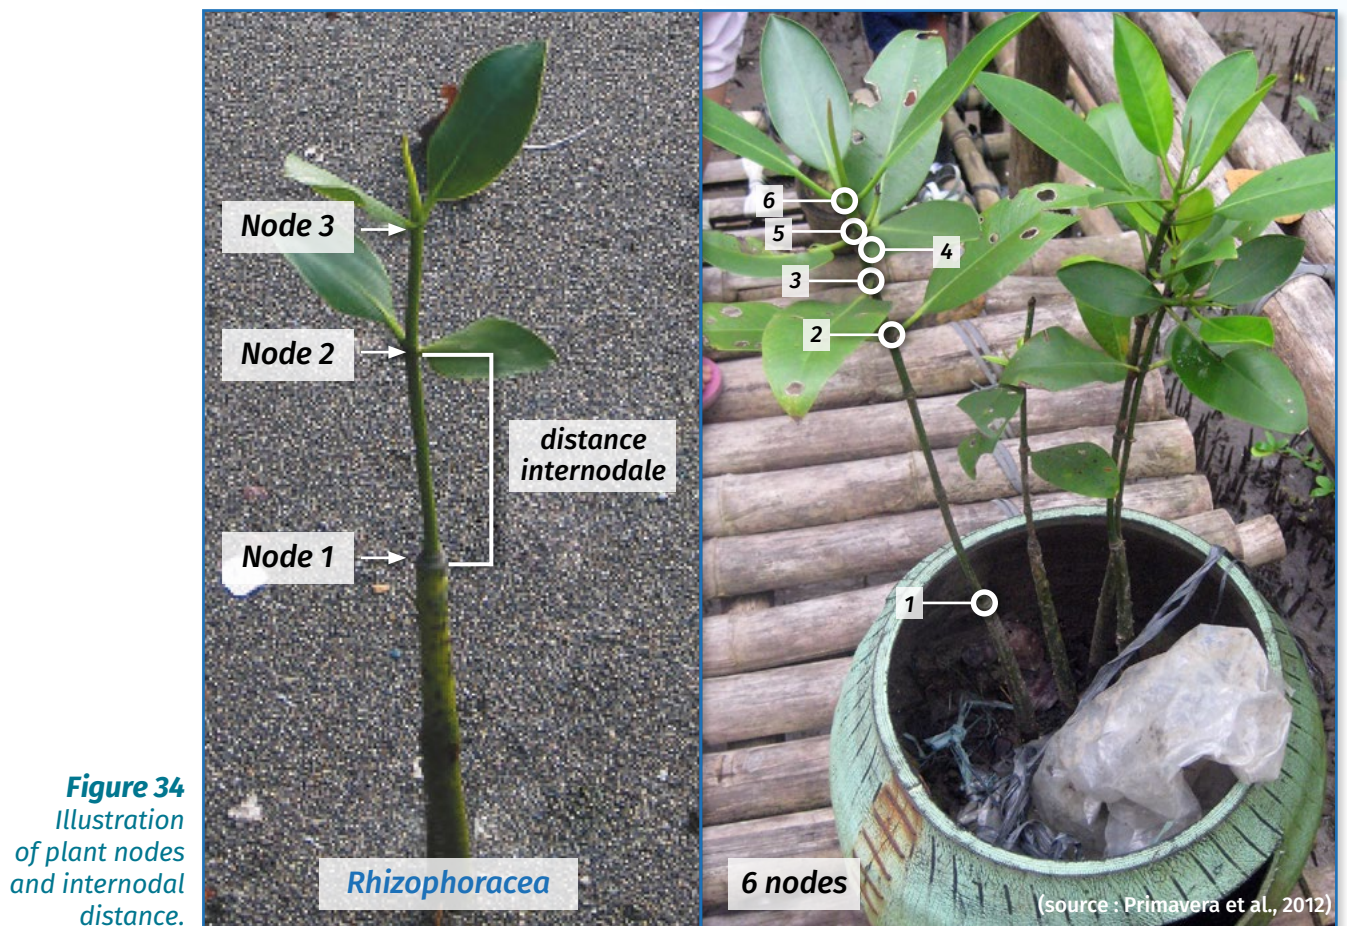 Node 3
Node 2
distance
internodale
Node 1
Rhizophoracea
6
5
4
3
2
1
6 nodes
(source : Primavera et al., 2012)
Figure 34
Illustration
of plant nodes
and internodal
distance.